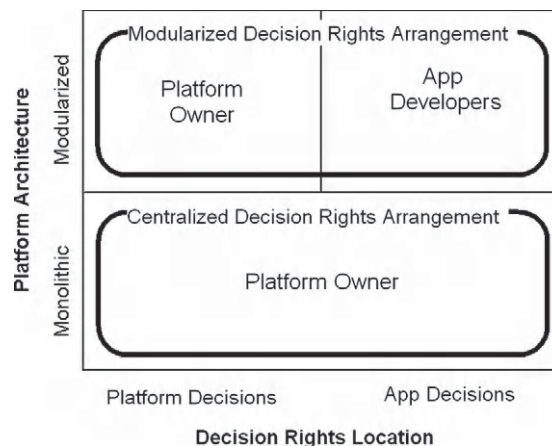 Modularized Decision Rights Arrangement
Platform
Owner
App
Developers
Centralized Decision Rights Arrangement
Platform Owner
Platform Architecture
Modularized
Monolithic
Platform Decisions
App Decisions
Decision Rights Location